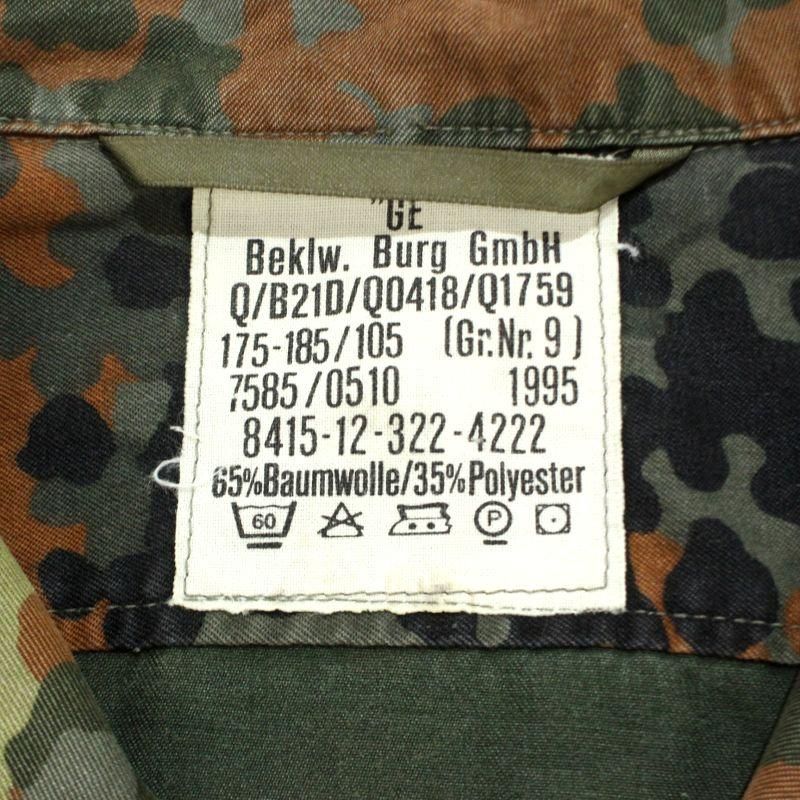 "GE
Beklw. Burg GmbH
Q/B21D/Q0418/Q1759
175-185/105 (Gr.Nr. 9)
7585/0510 1995
8415-12-322-4222
65%Baumwolle/35%Polyester
60 P